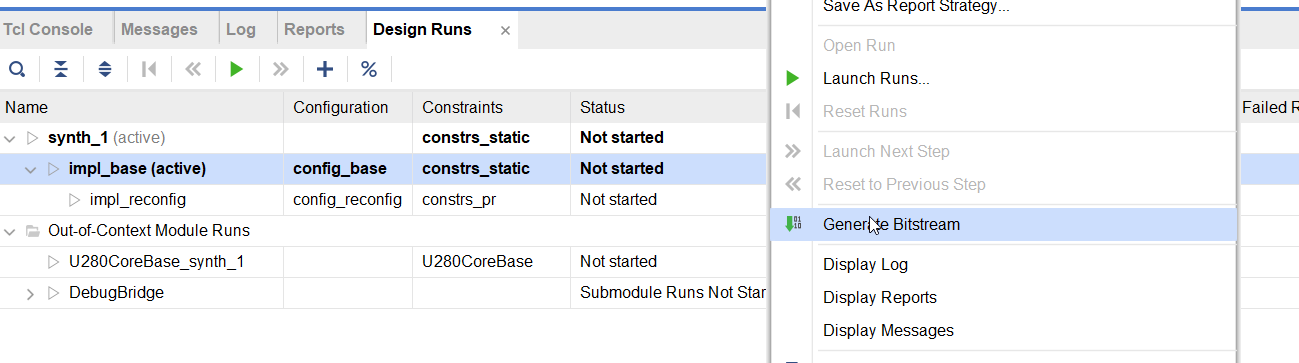 Tcl Console Messages Log Reports Design Runs ×
Save As Report Strategy...
Open Run
Launch Runs...
Reset Runs
Launch Next Step
Reset to Previous Step
Generate Bitstream
Display Log
Display Reports
Display Messages
Name Configuration Constraints Status Failed R
synth_1 (active) constrs_static Not started
impl_base (active) config_base constrs_static Not started
impl_reconfig config_reconfig constrs_pr Not started
Out-of-Context Module Runs
U280CoreBase_synth_1 U280CoreBase Not started
DebugBridge Submodule Runs Not Star